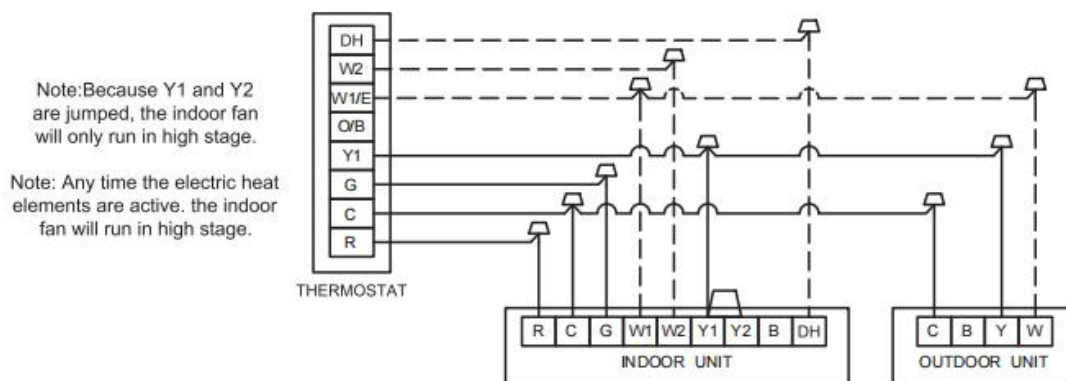 Note:Because Y1 and Y2
are jumped, the indoor fan
will only run in high stage.
Note: Any time the electric heat
elements are active. the indoor
fan will run in high stage.
DH
W2
W1/E
O/B
Y1
G
C
R
THERMOSTAT
R C G W1 W2 Y1 Y2 B DH
INDOOR UNIT
C B Y W
OUTDOOR UNIT